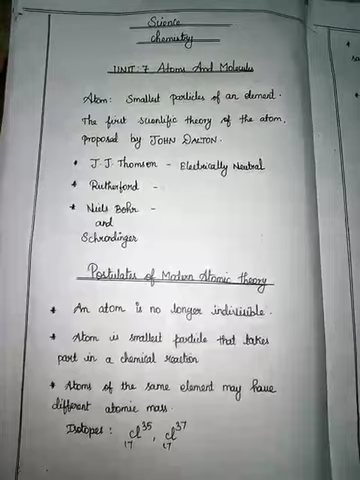 Science
Chemistry
UNIT: 7 Atoms And Molecules
Atom: Smallest particles of an element.
The first scientific theory of the atom,
proposed by JOHN DALTON.
* J.J. Thomson - Electrically Neutral
* Rutherford -
* Niels Bohr -
and
Schrodinger
Postulates of Modern Atomic theory
* An atom is no longer indivisible.
* Atom is smallest particle that takes
part in a chemical reaction
* Atoms of the same element may have
different atomic mass.
Isotopes : ₁₇Cl³⁵, ₁₇Cl³⁷